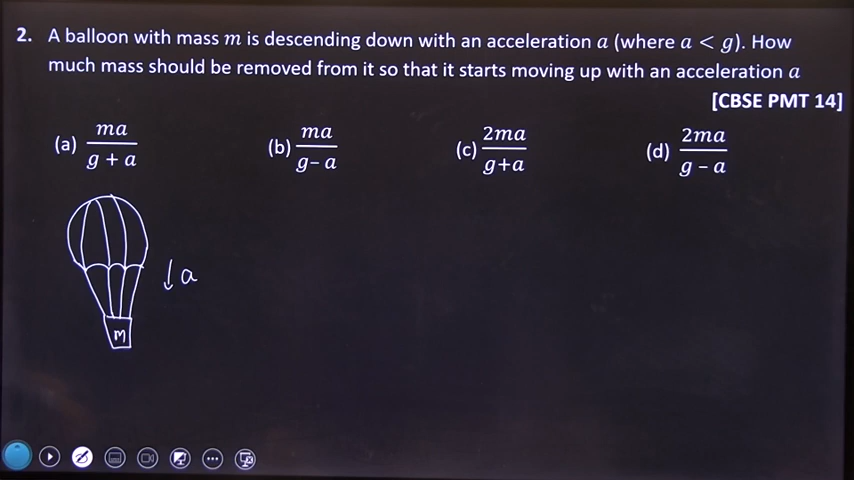 2. A balloon with mass m is descending down with an acceleration a (where a < g). How
much mass should be removed from it so that it starts moving up with an acceleration a
[CBSE PMT 14]
(a) ma/(g + a) (b) ma/(g – a) (c) 2ma/(g+a) (d) 2ma/(g – a)
↓a
m